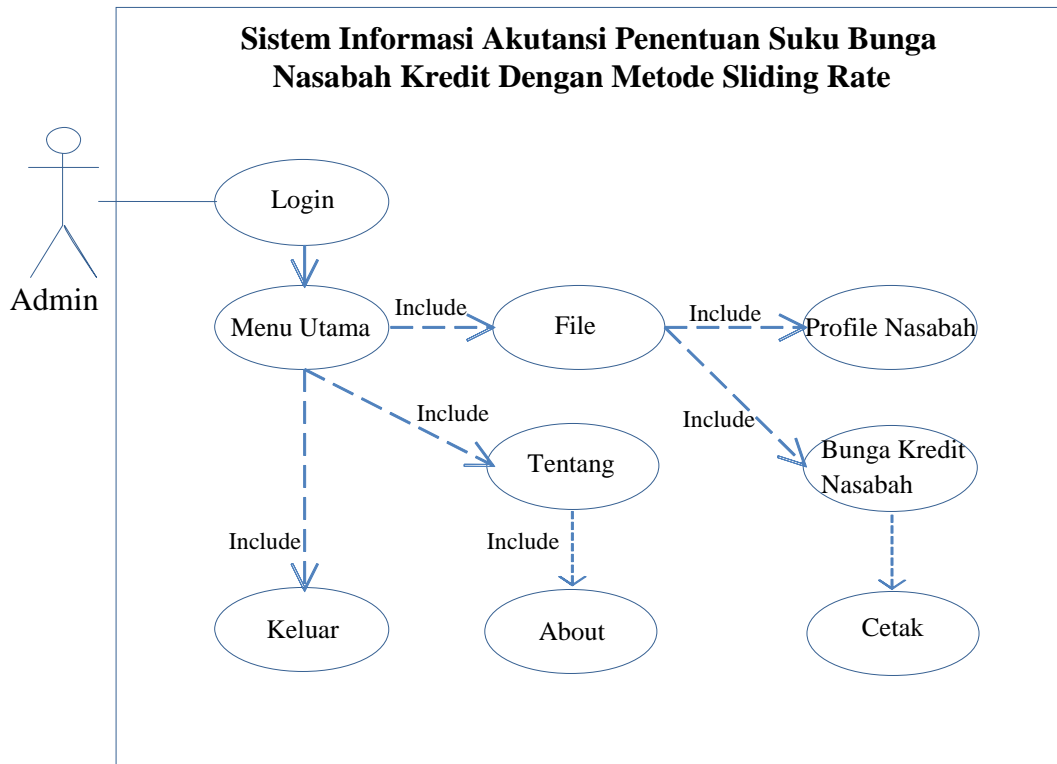 Sistem Informasi Akutansi Penentuan Suku Bunga
Nasabah Kredit Dengan Metode Sliding Rate
Login
Admin
Menu Utama
Include
File
Include
Profile Nasabah
Include
Include
Tentang
Bunga Kredit
Nasabah
Include
Include
Keluar
About
Cetak